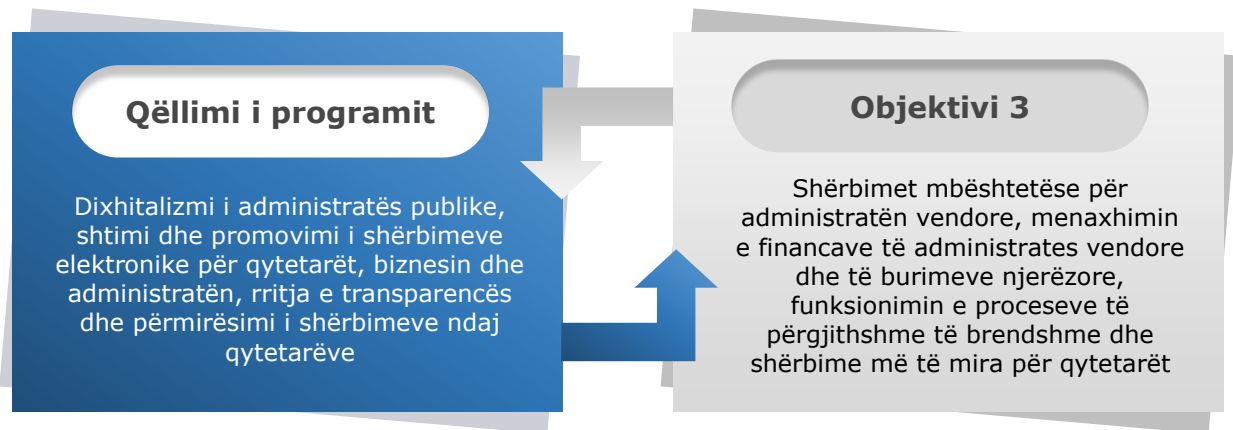 Qëllimi i programit
Dixhitalizmi i administratës publike,
shtimi dhe promovimi i shërbimeve
elektronike për qytetarët, biznesin dhe
administratën, rritja e transparencës
dhe përmirësimi i shërbimeve ndaj
qytetarëve
Objektivi 3
Shërbimet mbështetëse për
administratën vendore, menaxhimin
e financave të administrates vendore
dhe të burimeve njerëzore,
funksionimin e proceseve të
përgjithshme të brendshme dhe
shërbime më të mira për qytetarët